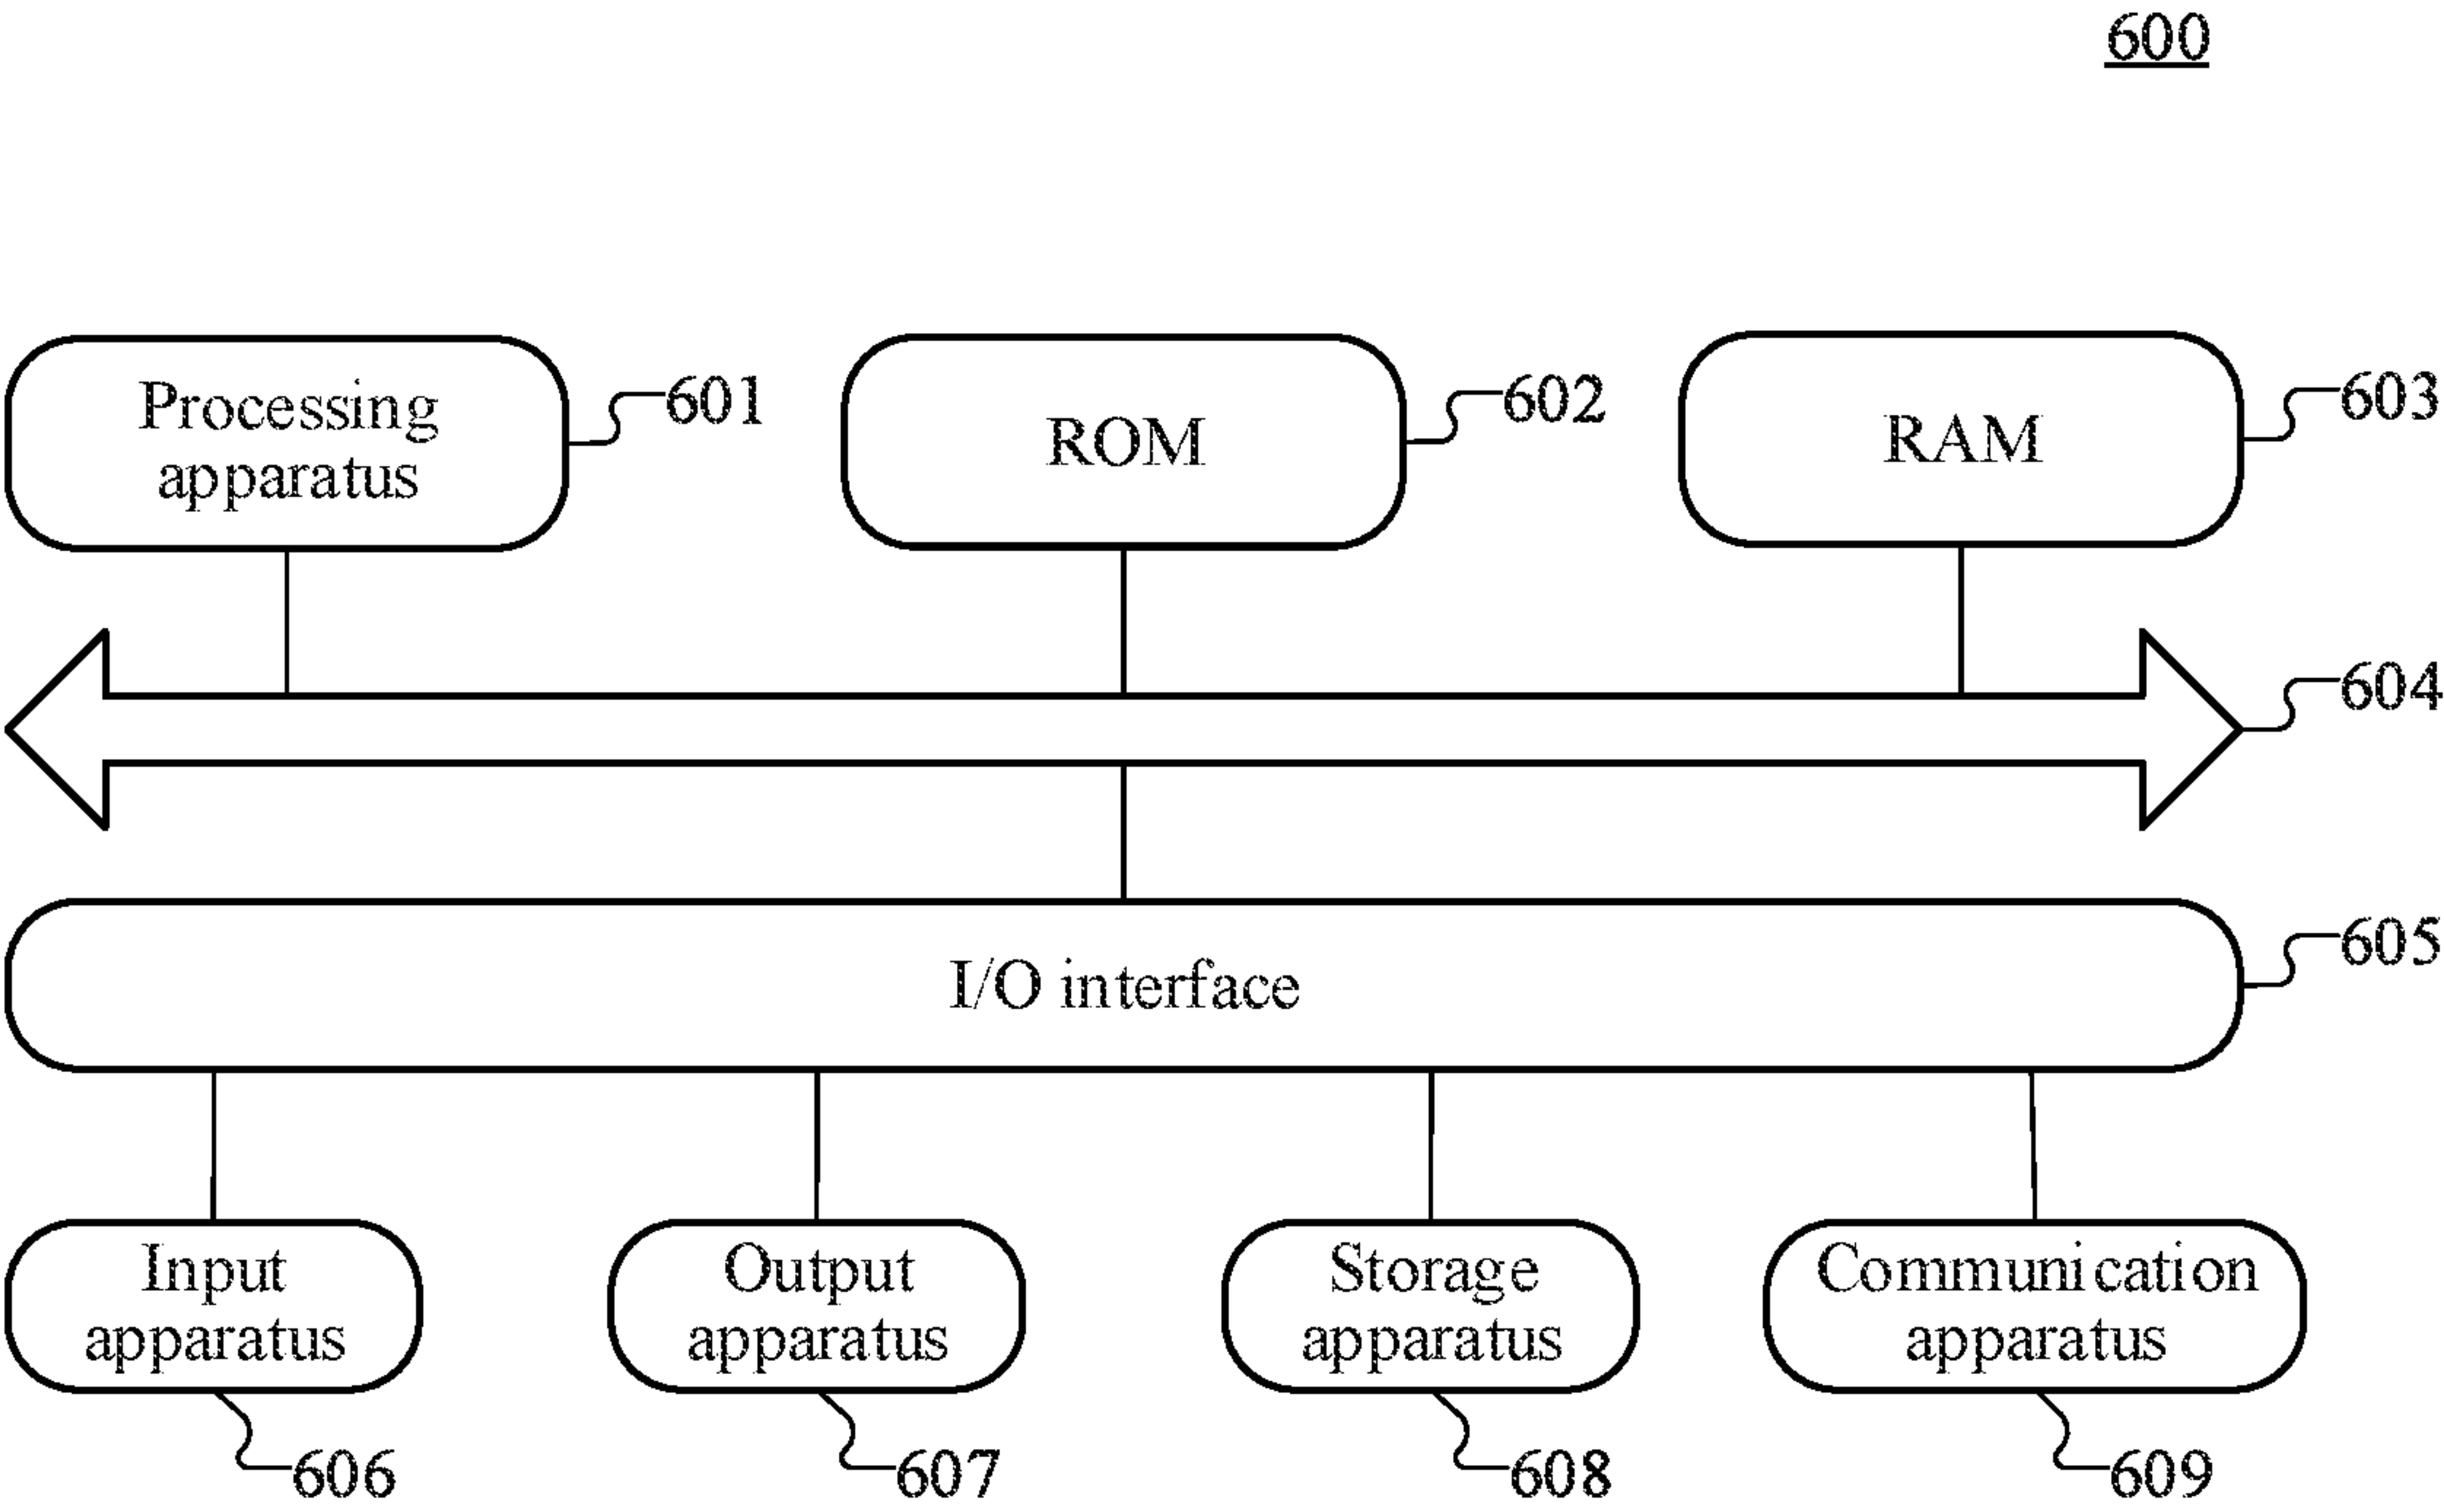 600
Processing
apparatus
601
ROM
602
RAM
603
604
I/O interface
605
Input
apparatus
Output
apparatus
Storage
apparatus
Communication
apparatus
606
607
608
609